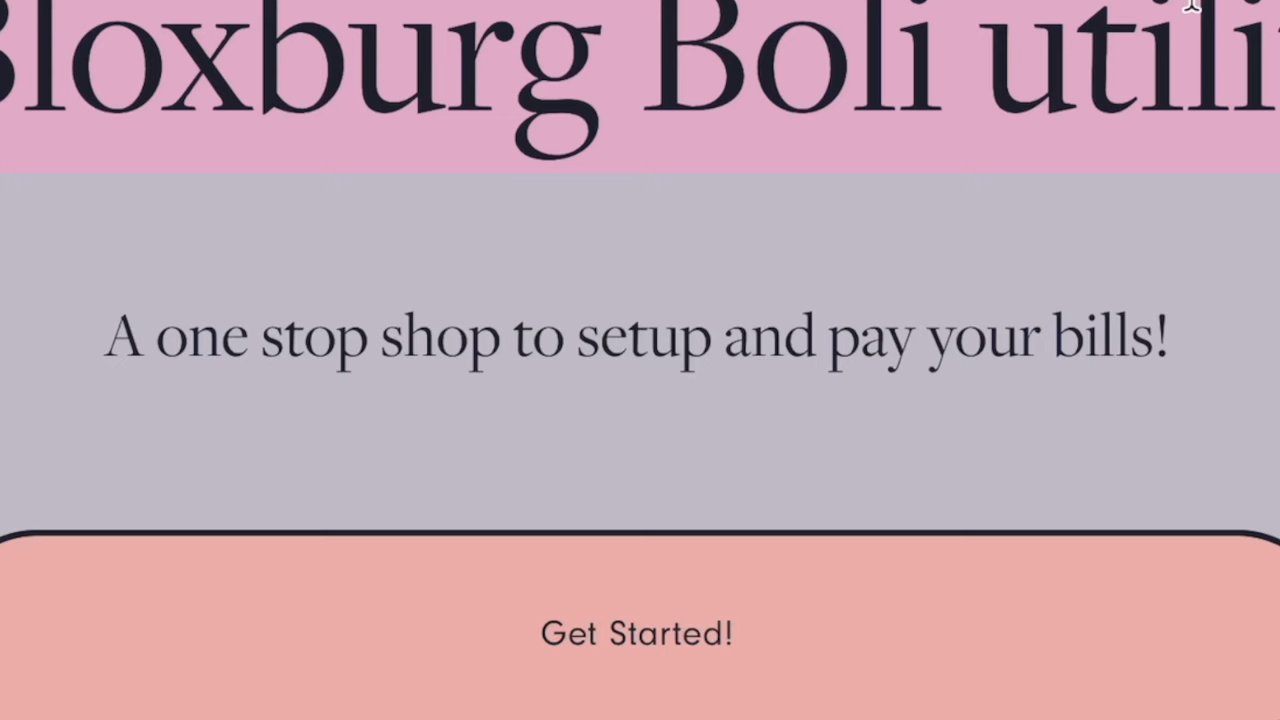 Bloxburg Boli utili
A one stop shop to setup and pay your bills!
Get Started!